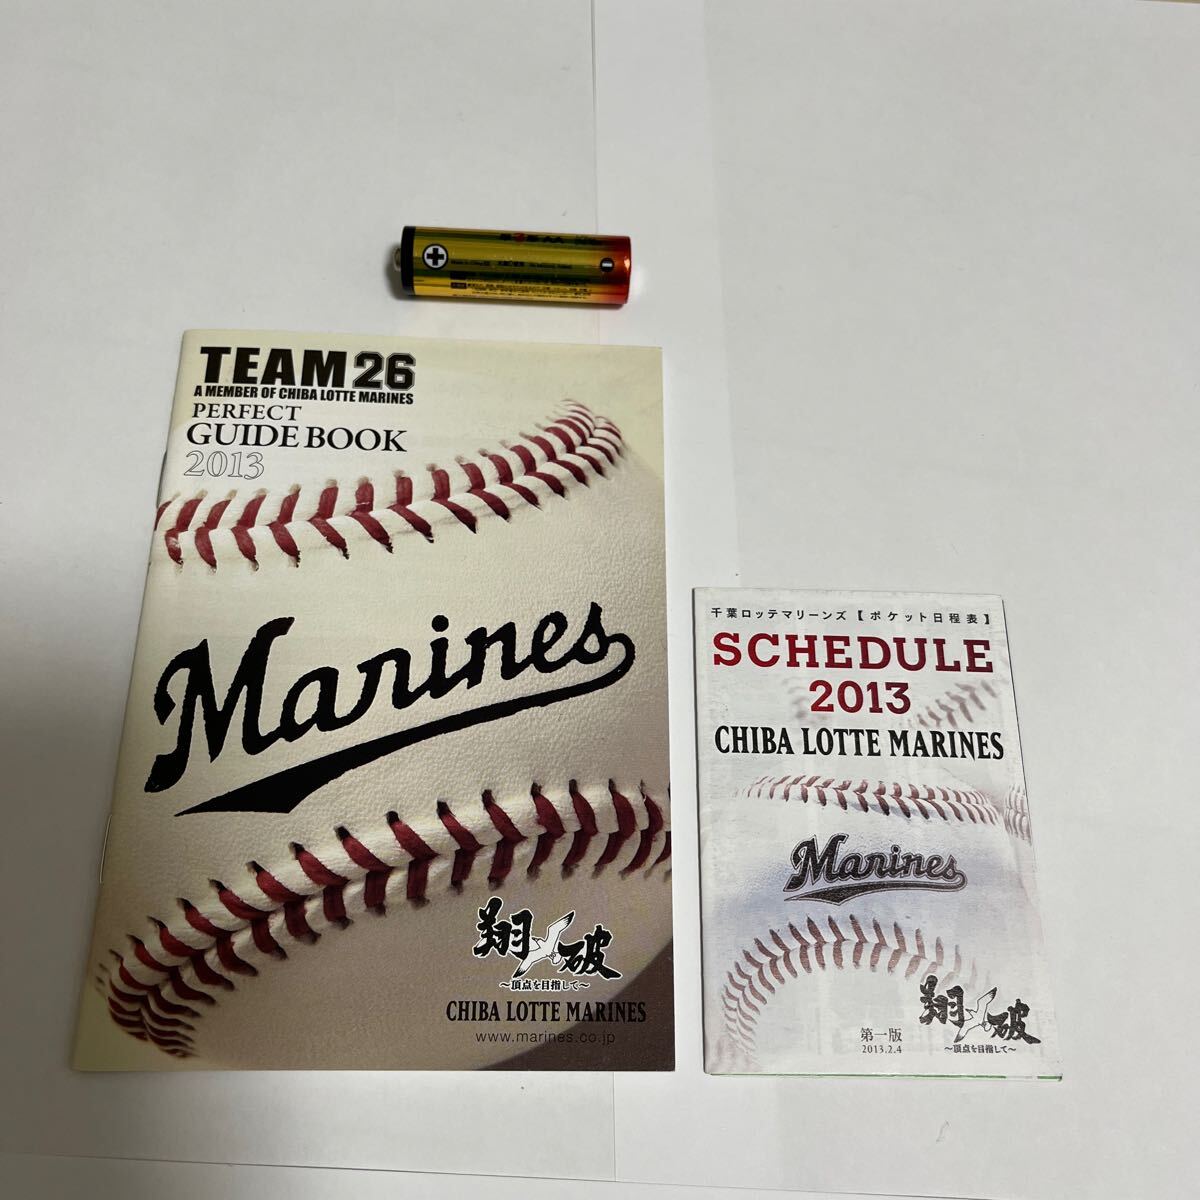 TEAM 26
A MEMBER OF CHIBA LOTTE MARINES
PERFECT
GUIDE BOOK
2013
Marines
翔破
～頂点を目指して～
CHIBA LOTTE MARINES
www.marines.co.jp
千葉ロッテマリーンズ【ポケット日程表】
SCHEDULE
2013
CHIBA LOTTE MARINES
Marines
翔破
～頂点を目指して～
第一版
2013.2.4